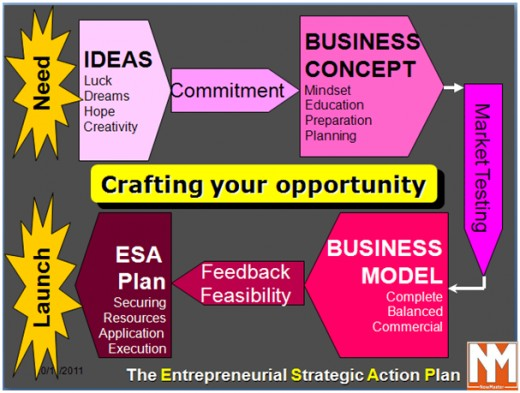 Need
IDEAS
Luck
Dreams
Hope
Creativity
Commitment
BUSINESS
CONCEPT
Mindset
Education
Preparation
Planning
Market Testing
Crafting your opportunity
BUSINESS
MODEL
Complete
Balanced
Commercial
Feedback
Feasibility
ESA
Plan
Securing
Resources
Application
Execution
Launch
2011
The Entrepreneurial Strategic Action Plan
NM